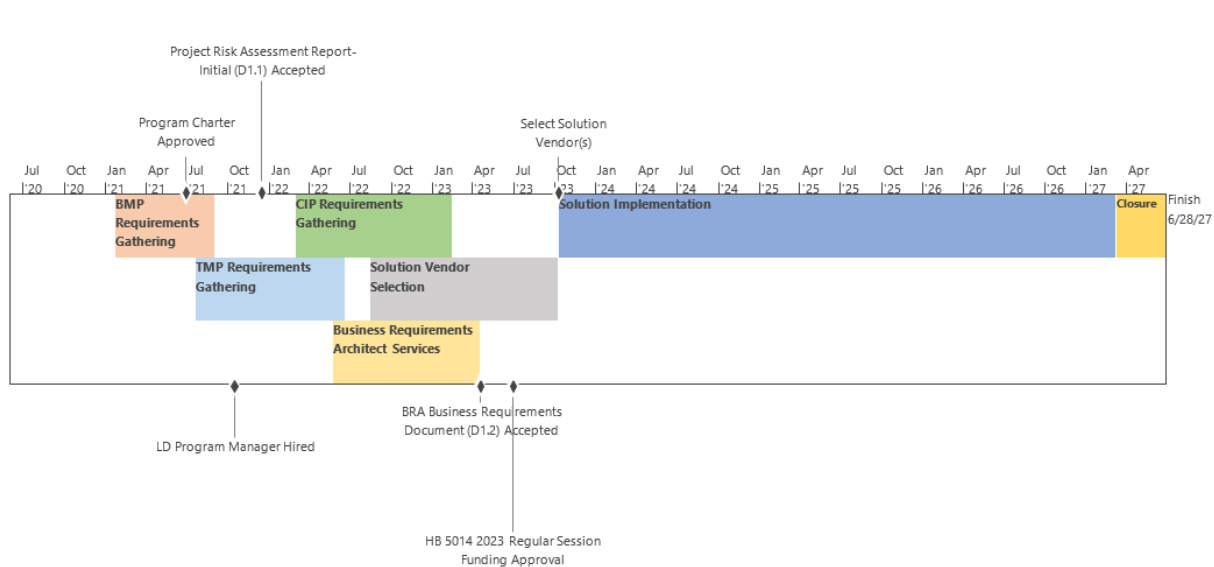 Project Risk Assessment Report-
Initial (D1.1) Accepted
Program Charter
Approved
Select Solution
Vendor(s)
Jul Oct Jan Apr Jul Oct Jan Apr Jul Oct Jan Apr Jul Oct Apr Jul Oct Jan Apr Jul Oct Jan Apr Jul Oct Jan Apr
'20 '20 '21 '21 '21 '21 '22 '22 '22 '22 '23 '23 '23 '23 '24 '24 '24 '25 '25 '25 '25 '26 '26 '26 '26 '27 '27
BMP
Requirements
Gathering
CIP Requirements
Gathering
Solution Implementation
Closure
Finish
6/28/27
TMP Requirements
Gathering
Solution Vendor
Selection
Business Requirements
Architect Services
LD Program Manager Hired
BRA Business Requirements
Document (D1.2) Accepted
HB 5014 2023 Regular Session
Funding Approval